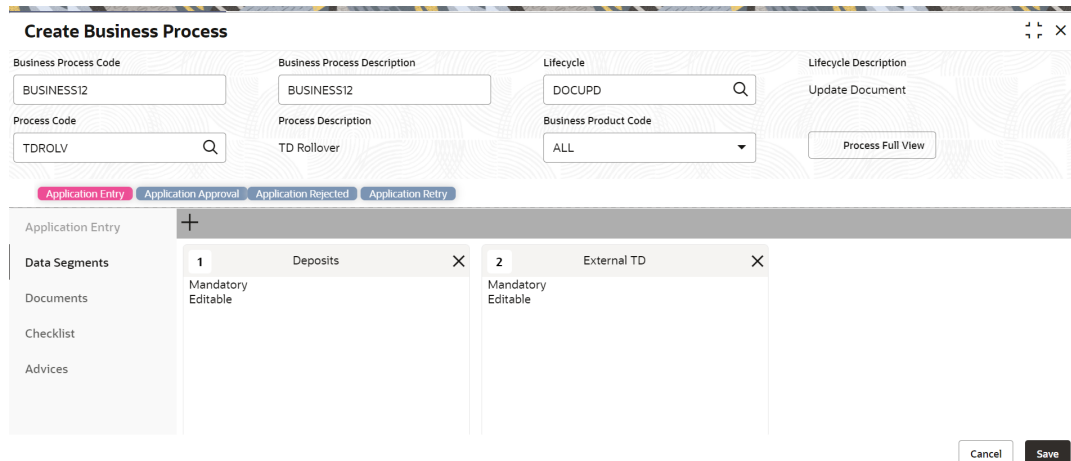 Create Business Process
Business Process Code
Business Process Description
Lifecycle
Lifecycle Description
BUSINESS12
BUSINESS12
DOCUPD
Update Document
Process Code
Process Description
Business Product Code
TDROLV
TD Rollover
ALL
Process Full View
Application Entry
Application Approval
Application Rejected
Application Retry
Application Entry
Data Segments
Documents
Checklist
Advices
1 Deposits
Mandatory
Editable
2 External TD
Mandatory
Editable
Cancel
Save